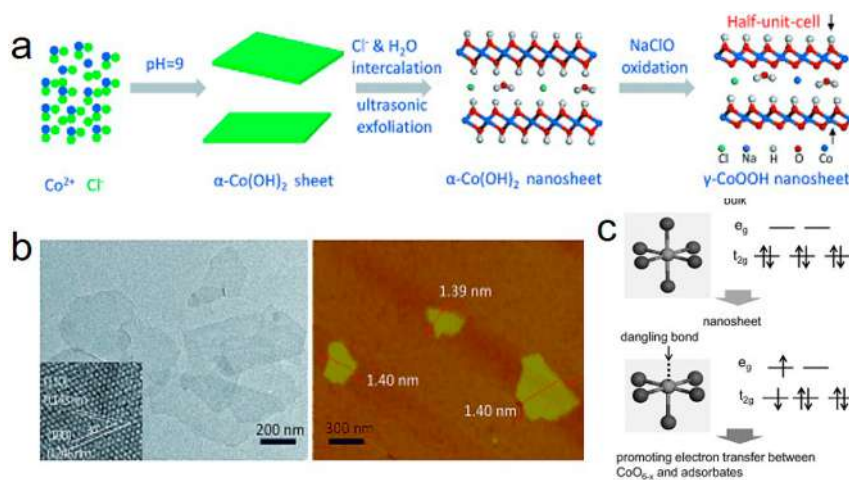 a
Co²⁺ Cl⁻
pH=9
α-Co(OH)₂ sheet
Cl⁻ & H₂O
intercalation
ultrasonic
exfoliation
α-Co(OH)₂ nanosheet
NaClO
oxidation
Half-unit-cell
Cl Na H O Co
γ-CoOOH nanosheet
b
200 nm
1.39 nm
1.40 nm
1.40 nm
300 nm
c
bulk
e_g
t_2g
nanosheet
dangling bond
e_g
t_2g
promoting electron transfer between
CoO_6-x and adsorbates